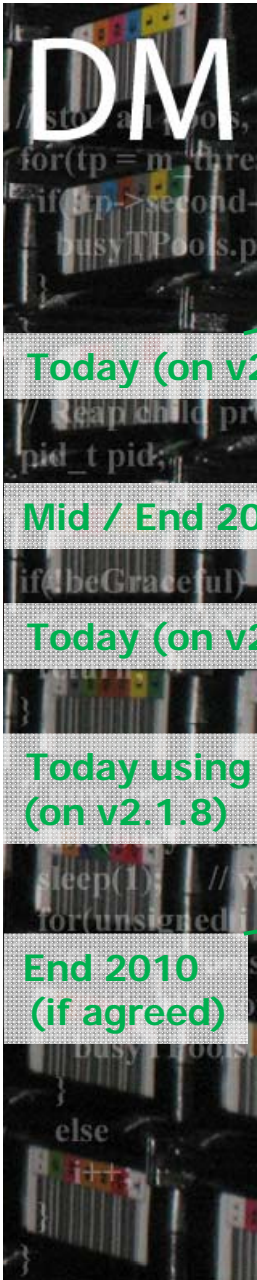 DM
// stop all pools,
for(tp = m_thre
if(!tp->second-
busyTPools.p
}
Today (on v2
// Reap child pr
pid_t pid;
Mid / End 20
if(!beGraceful)
Today (on v2
return;
}
Today using
(on v2.1.8)
sleep(1); // w
for(unsigned i
End 2010
(if agreed)
busyTPools.
}
else
i++;
}
}